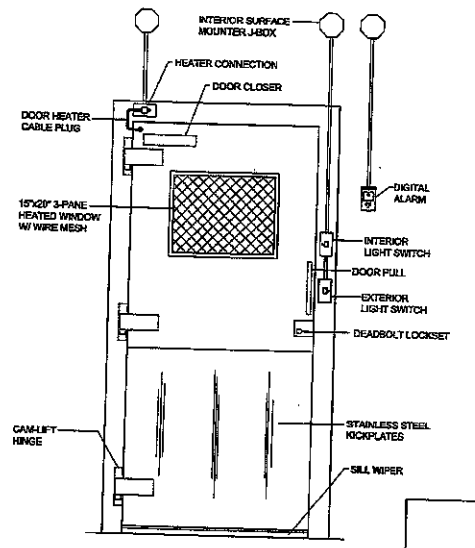 INTERIOR SURFACE
MOUNTER J-BOX
HEATER CONNECTION
DOOR CLOSER
DOOR HEATER
CABLE PLUG
15"x20" 3-PANE
HEATED WINDOW
W/ WIRE MESH
DIGITAL
ALARM
INTERIOR
LIGHT SWITCH
DOOR PULL
EXTERIOR
LIGHT SWITCH
DEADBOLT LOCKSET
STAINLESS STEEL
KICKPLATES
CAM-LIFT
HINGE
SILL WIPER